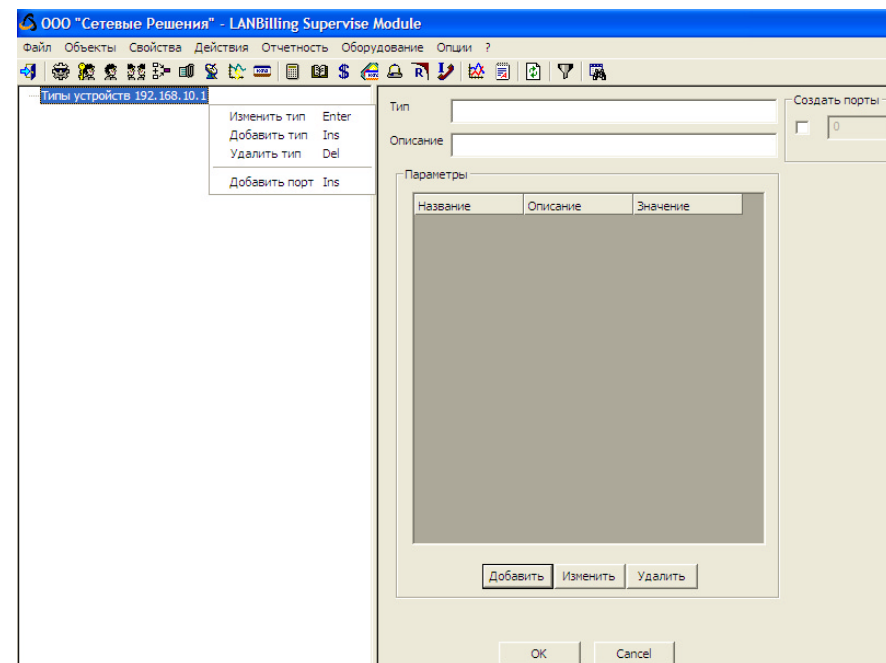 ООО "Сетевые Решения" - LANBilling Supervise Module
Файл Объекты Свойства Действия Отчетность Оборудование Опции ?
Типы устройств 192.168.10.1
Изменить тип Enter
Добавить тип Ins
Удалить тип Del
Добавить порт Ins
Тип
Описание
Создать порты
0
Параметры
Название Описание Значение
Добавить Изменить Удалить
OK Cancel